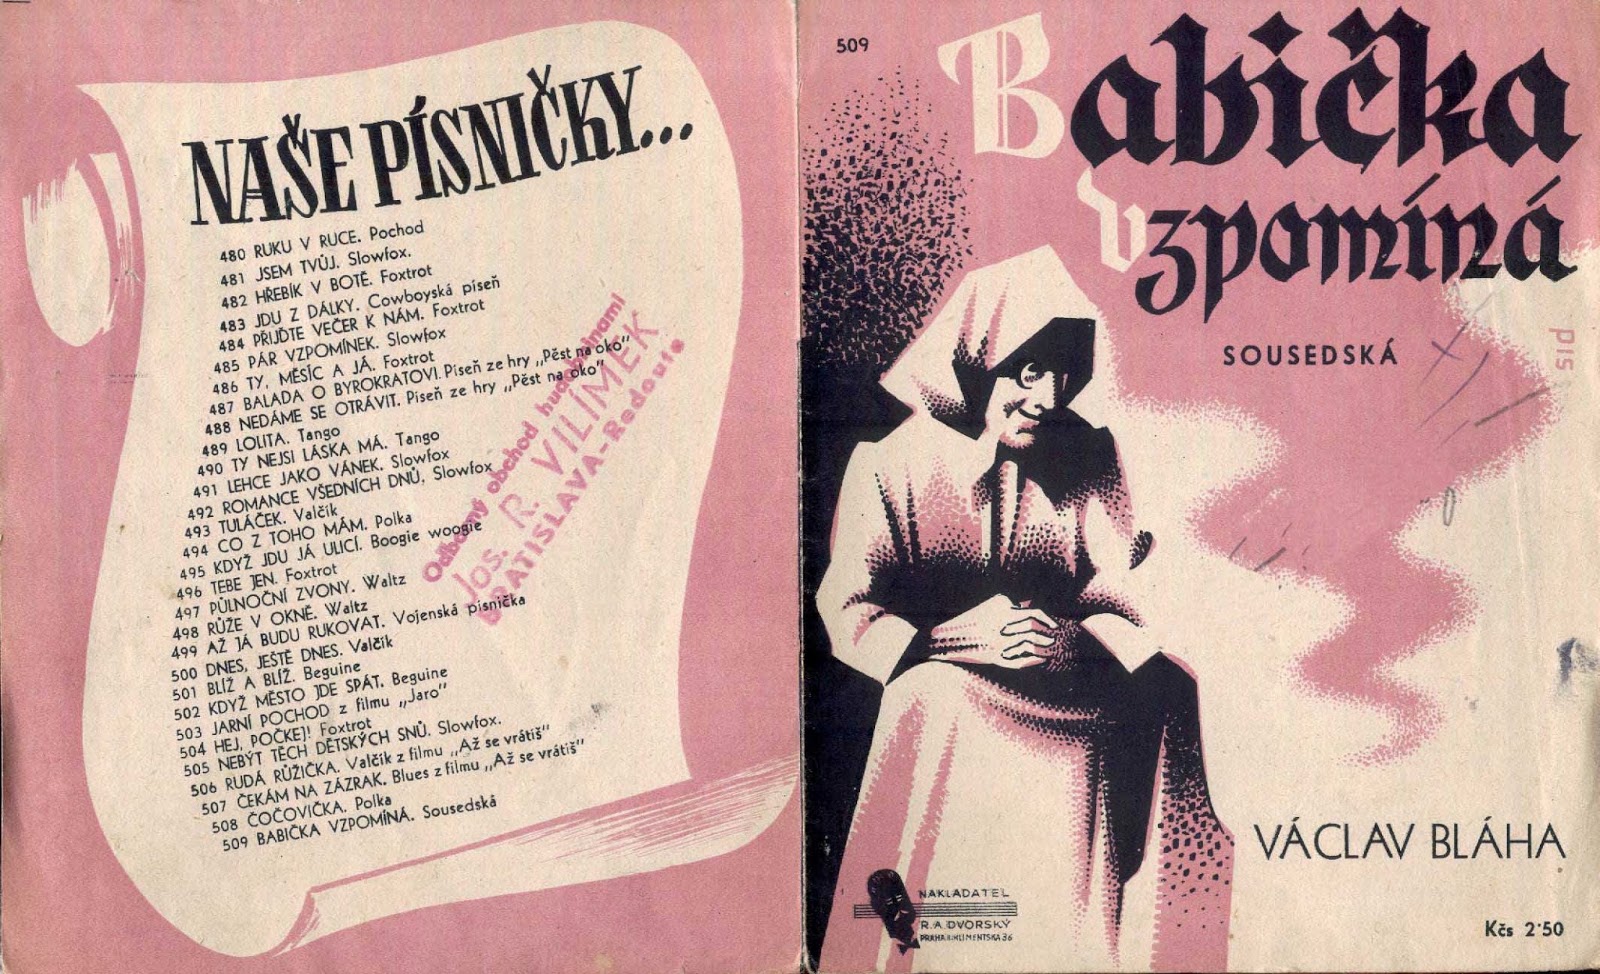 NAŠE PÍSNIČKY...
480 RUKU V RUCE. Pochod
481 JSEM TVŮJ. Slowfox.
482 HŘEBÍK V BOTĚ. Foxtrot
483 JDU Z DÁLKY. Cowboyská píseň
484 PŘIJĎTE VEČER K NÁM. Foxtrot
485 PÁR VZPOMÍNEK. Slowfox
486 TY, MĚSÍC A JÁ. Foxtrot
487 BALADA O BYROKRATOVI. Píseň ze hry „Pěst na oko"
488 NEDÁME SE OTRÁVIT. Píseň ze hry „Pěst na oko"
489 LOLITA. Tango
490 TY NEJSI LÁSKA MÁ. Tango
491 LEHCE JAKO VÁNEK. Slowfox
492 ROMANCE VŠEDNÍCH DNŮ. Slowfox
493 TULÁČEK. Valčík
494 CO Z TOHO MÁM. Polka
495 KDYŽ JDU JÁ ULICÍ. Boogie woogie
496 TEBE JEN. Foxtrot
497 PŮLNOČNÍ ZVONY. Waltz
498 RŮŽE V OKNĚ. Waltz
499 AŽ JÁ BUDU RUKOVAT. Vojenská písnička
500 DNES, JEŠTĚ DNES. Valčík
501 BLÍŽ A BLÍŽ. Beguine
502 KDYŽ MĚSTO JDE SPÁT. Beguine
503 JARNÍ POCHOD z filmu „Jaro"
504 HEJ, POČKEJ! Foxtrot
505 NEBÝT TĚCH DĚTSKÝCH SNŮ. Slowfox.
506 RUDÁ RŮŽIČKA. Valčík z filmu „Až se vrátíš"
507 ČEKÁM NA ZÁZRAK. Blues z filmu „Až se vrátíš"
508 ČOČOVIČKA. Polka
509 BABIČKA VZPOMÍNÁ. Sousedská
Odborný obchod hudebninami
Jos. R. VILÍMEK
BRATISLAVA-Redouta
509
Babička
vzpomíná
SOUSEDSKÁ
VÁCLAV BLÁHA
NAKLADATEL
R. A. DVORSKÝ
PRAHA II. KLIMENTSKÁ 36
Kčs 2·50